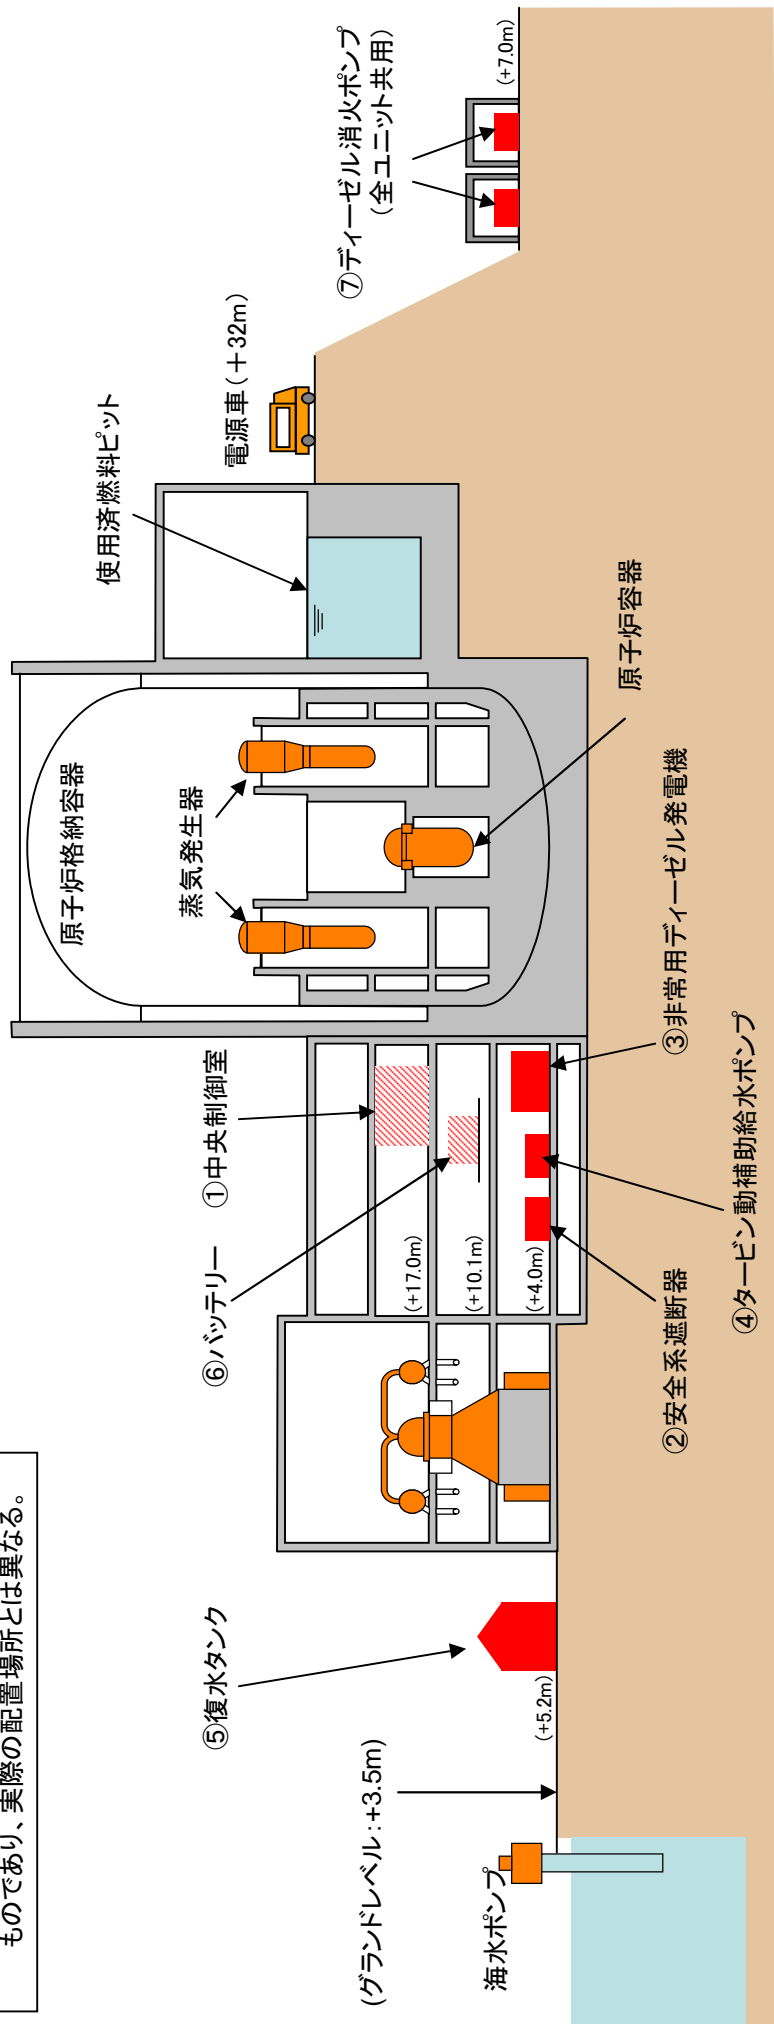 ものであり、実際の配置場所とは異なる。
原子炉格納容器
使用済燃料ピット
蒸気発生器
電源車(＋32m)
⑥バッテリー
①中央制御室
⑤復水タンク
⑦ディーゼル消火ポンプ
(全ユニット共用)
(グランドレベル：+3.5m)
(+17.0m)
(+10.1m)
(+4.0m)
(+5.2m)
(+7.0m)
海水ポンプ
原子炉容器
③非常用ディーゼル発電機
②安全系遮断器
④タービン動補助給水ポンプ